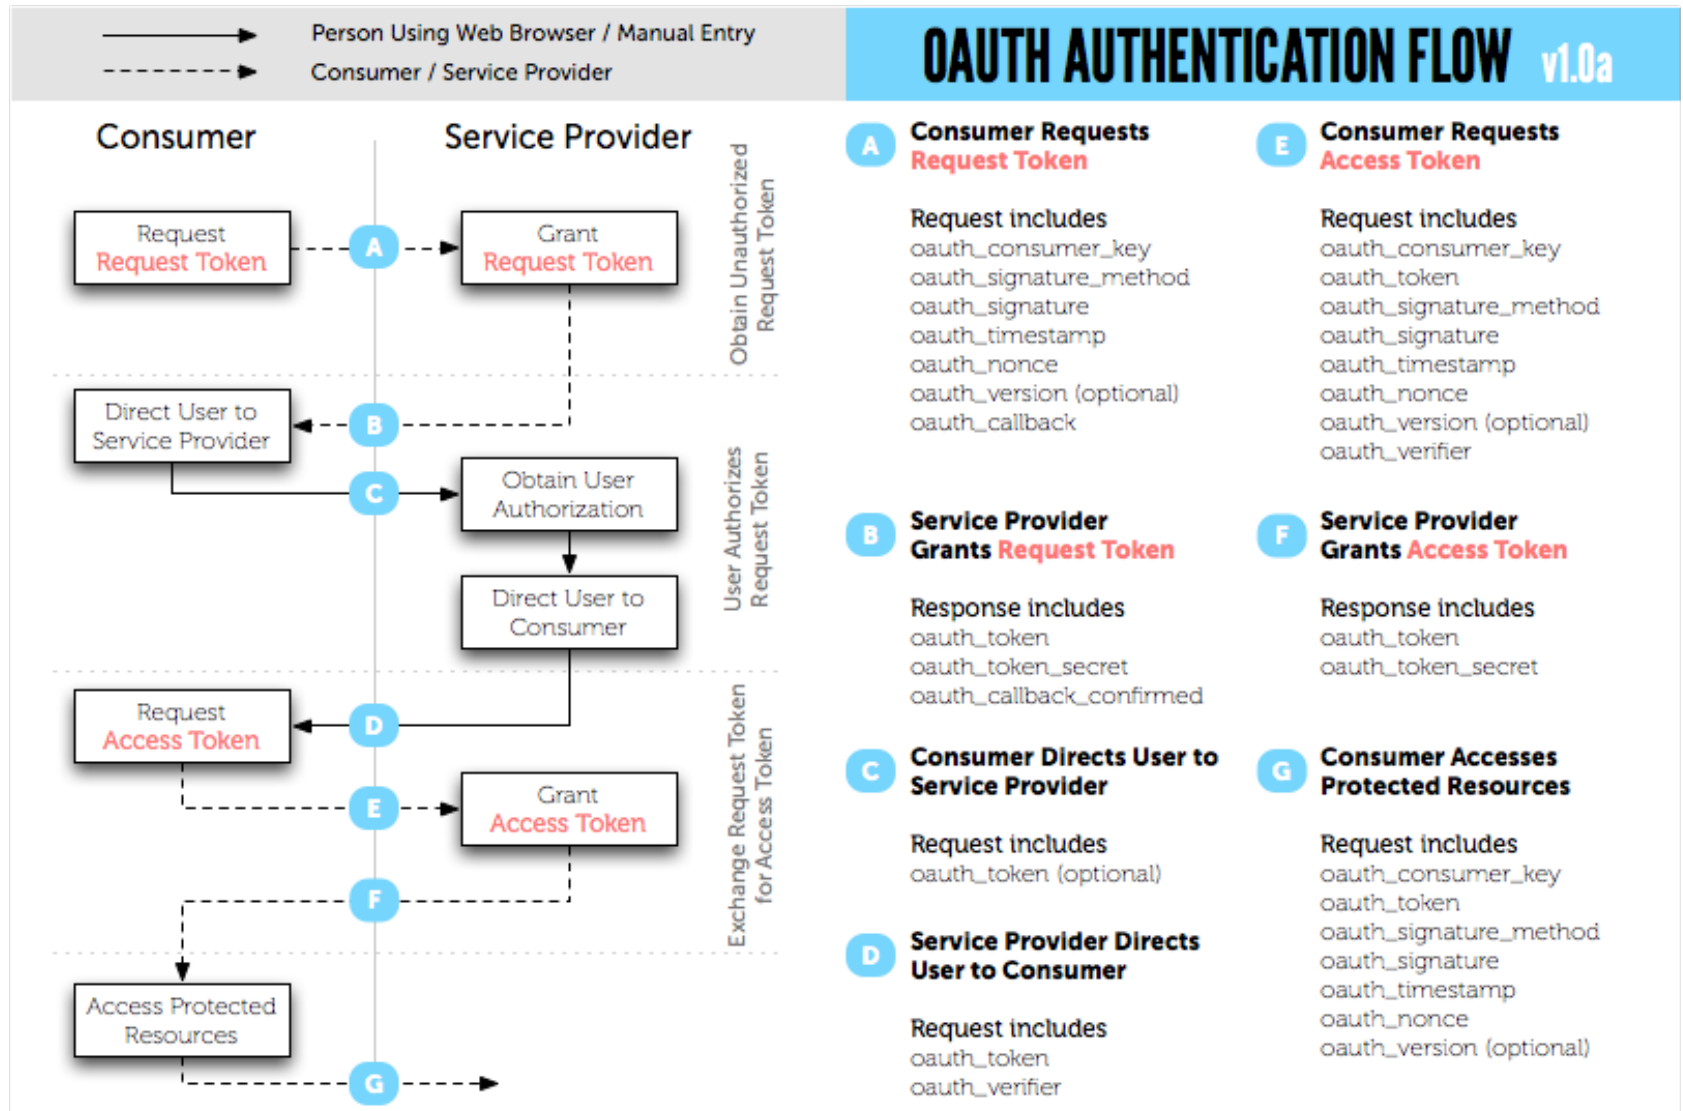 Person Using Web Browser / Manual Entry
Consumer / Service Provider
OAUTH AUTHENTICATION FLOW v1.0a
Consumer
Service Provider
Request
Request Token
A
Grant
Request Token
Obtain Unauthorized
Request Token
Direct User to
Service Provider
B
C
Obtain User
Authorization
Direct User to
Consumer
User Authorizes
Request Token
Request
Access Token
D
E
Grant
Access Token
F
Exchange Request Token
for Access Token
Access Protected
Resources
G
A
Consumer Requests
Request Token
Request includes
oauth_consumer_key
oauth_signature_method
oauth_signature
oauth_timestamp
oauth_nonce
oauth_version (optional)
oauth_callback
B
Service Provider
Grants Request Token
Response includes
oauth_token
oauth_token_secret
oauth_callback_confirmed
C
Consumer Directs User to
Service Provider
Request includes
oauth_token (optional)
D
Service Provider Directs
User to Consumer
Request includes
oauth_token
oauth_verifier
E
Consumer Requests
Access Token
Request includes
oauth_consumer_key
oauth_token
oauth_signature_method
oauth_signature
oauth_timestamp
oauth_nonce
oauth_version (optional)
oauth_verifier
F
Service Provider
Grants Access Token
Response includes
oauth_token
oauth_token_secret
G
Consumer Accesses
Protected Resources
Request includes
oauth_consumer_key
oauth_token
oauth_signature_method
oauth_signature
oauth_timestamp
oauth_nonce
oauth_version (optional)